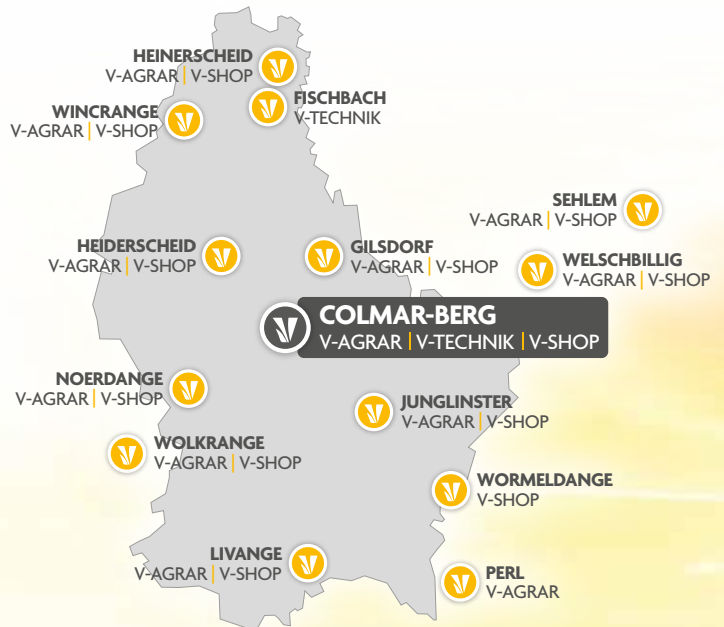 HEINERSCHEID
V-AGRAR | V-SHOP
FISCHBACH
V-TECHNIK
WINCRANGE
V-AGRAR | V-SHOP
SEHLEM
V-AGRAR | V-SHOP
HEIDERSCHEID
V-AGRAR | V-SHOP
GILSDORF
V-AGRAR | V-SHOP
WELSCHBILLIG
V-AGRAR | V-SHOP
COLMAR-BERG
V-AGRAR | V-TECHNIK | V-SHOP
NOERDANGE
V-AGRAR | V-SHOP
JUNGLINSTER
V-AGRAR | V-SHOP
WOLKRANGE
V-AGRAR | V-SHOP
WORMELDANGE
V-SHOP
LIVANGE
V-AGRAR | V-SHOP
PERL
V-AGRAR